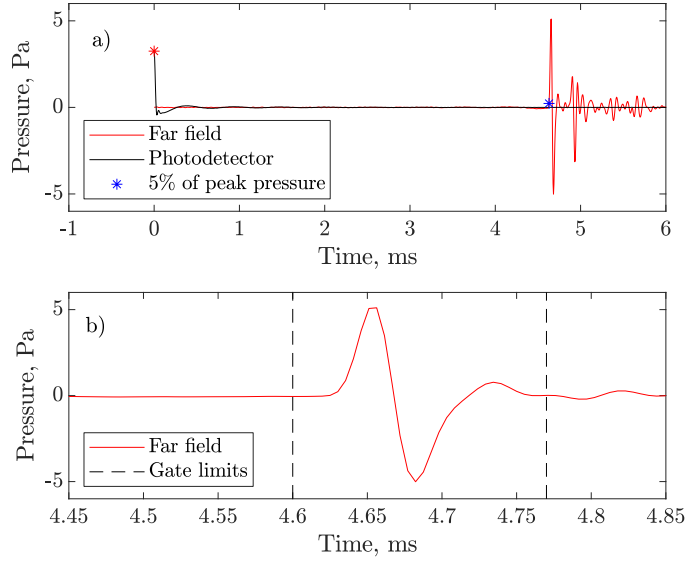 a)
Pressure, Pa
5
0
-5
Far field
Photodetector
5% of peak pressure
-1 0 1 2 3 4 5 6
Time, ms
b)
Pressure, Pa
5
0
-5
Far field
Gate limits
4.45 4.5 4.55 4.6 4.65 4.7 4.75 4.8 4.85
Time, ms